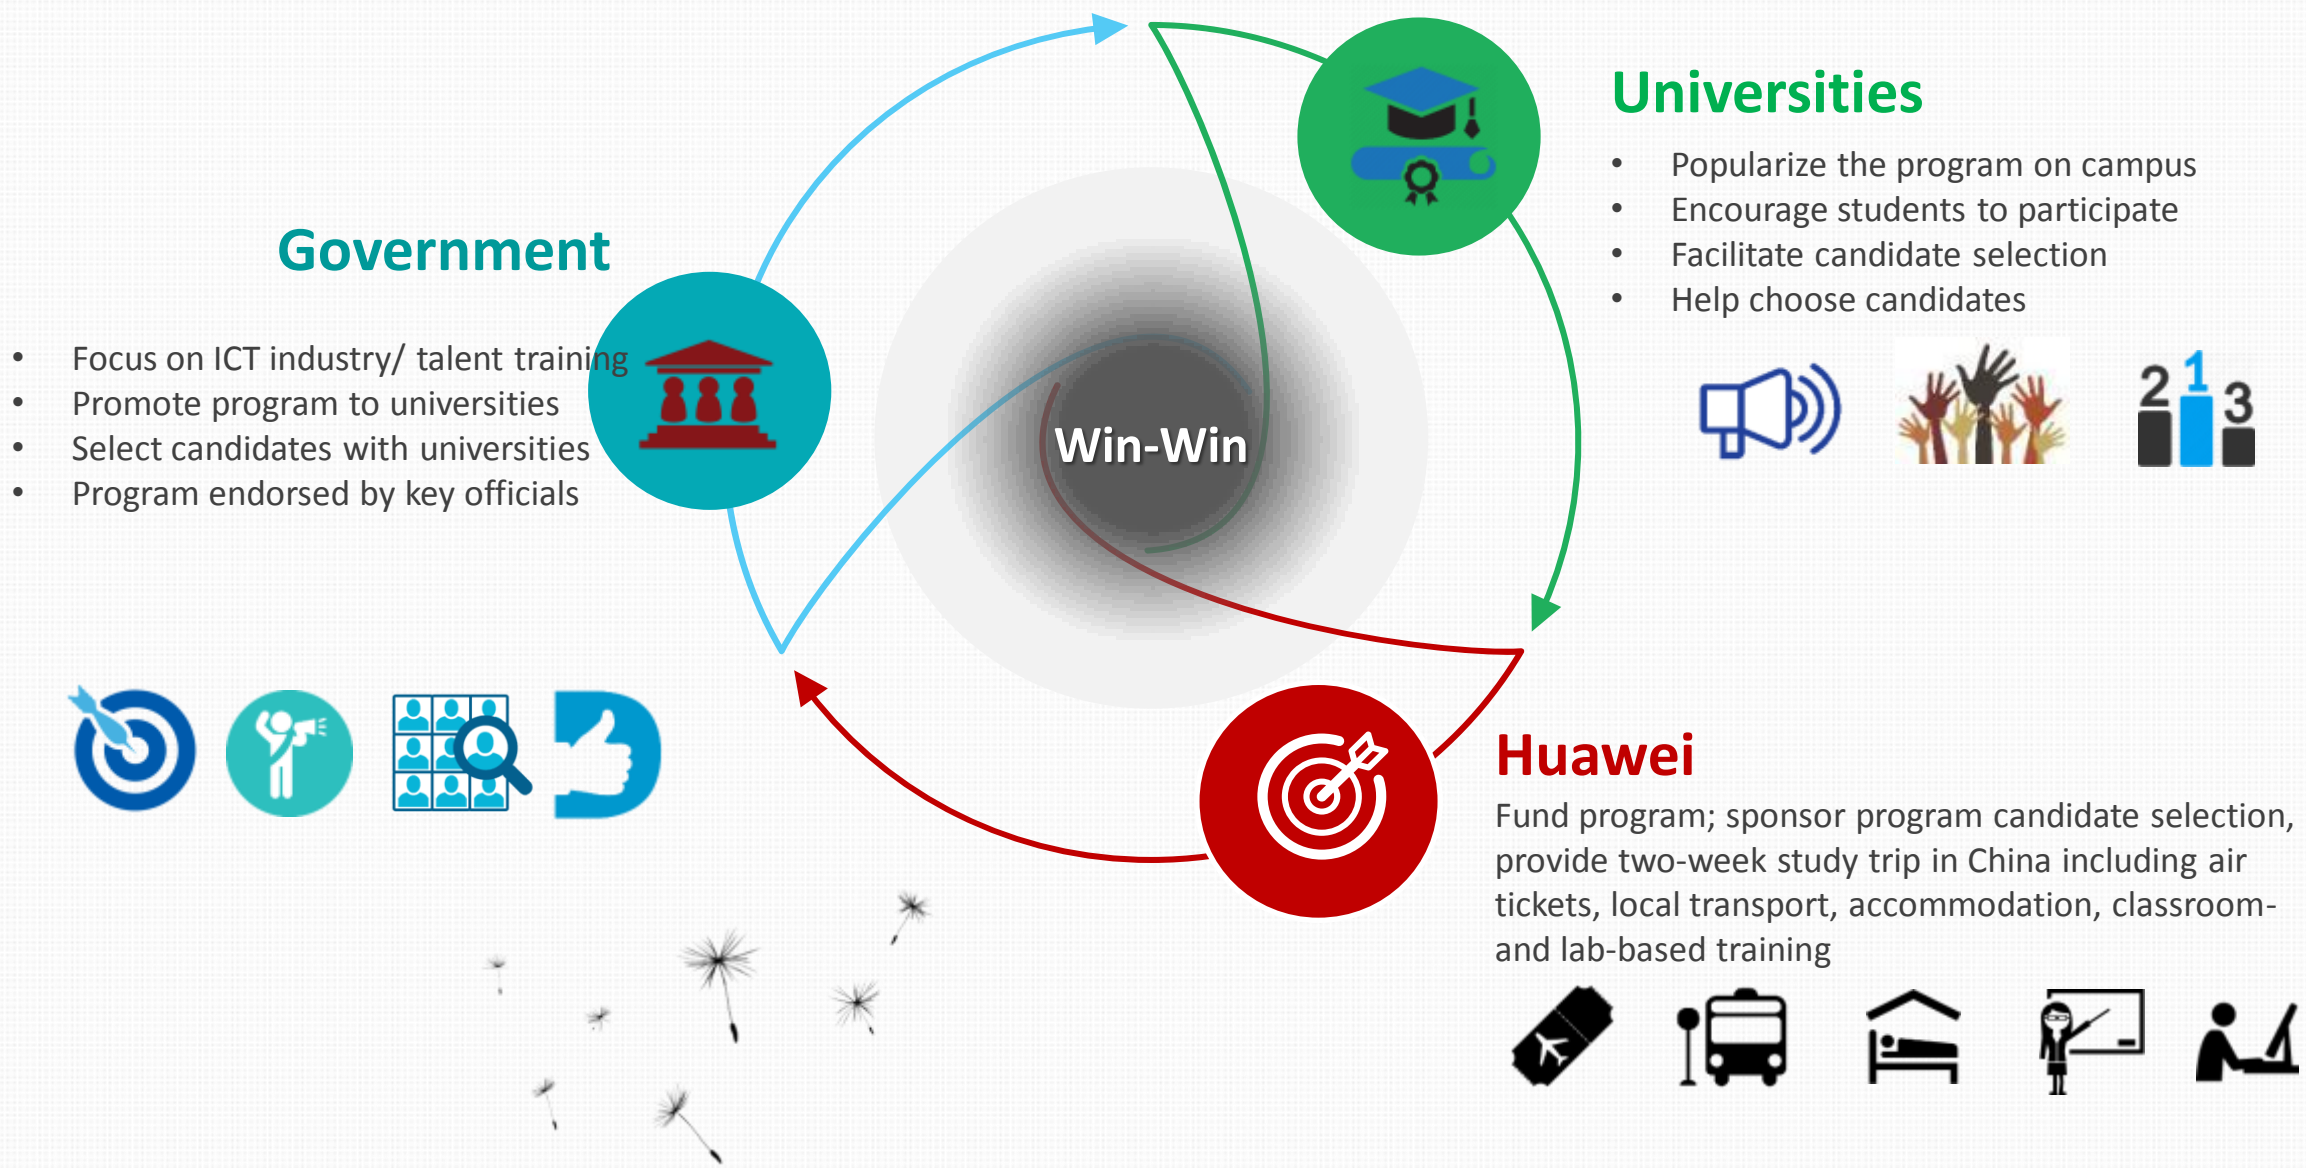 Universities
• Popularize the program on campus
• Encourage students to participate
• Facilitate candidate selection
• Help choose candidates
2 1 3
Government
• Focus on ICT industry/ talent training
• Promote program to universities
• Select candidates with universities
• Program endorsed by key officials
Win-Win
Huawei
Fund program; sponsor program candidate selection,
provide two-week study trip in China including air
tickets, local transport, accommodation, classroom-
and lab-based training